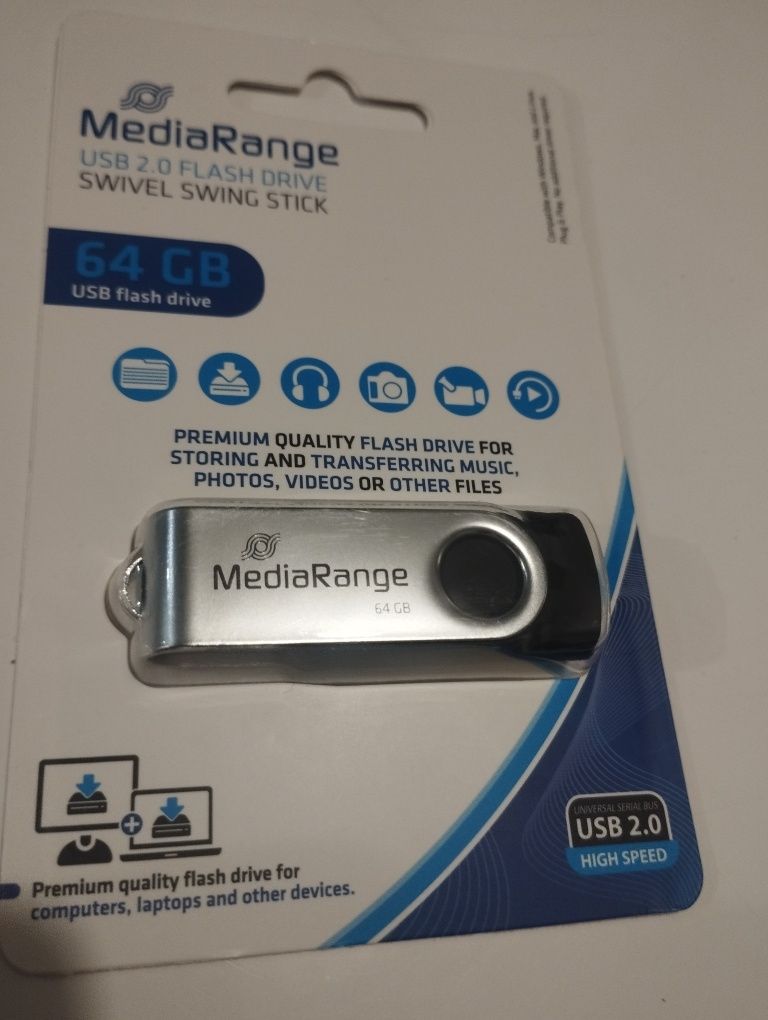 MediaRange
USB 2.0 FLASH DRIVE
SWIVEL SWING STICK
64 GB
USB flash drive
PREMIUM QUALITY FLASH DRIVE FOR
STORING AND TRANSFERRING MUSIC,
PHOTOS, VIDEOS OR OTHER FILES
MediaRange
64 GB
Premium quality flash drive for
computers, laptops and other devices.
UNIVERSAL SERIAL BUS
USB 2.0
HIGH SPEED